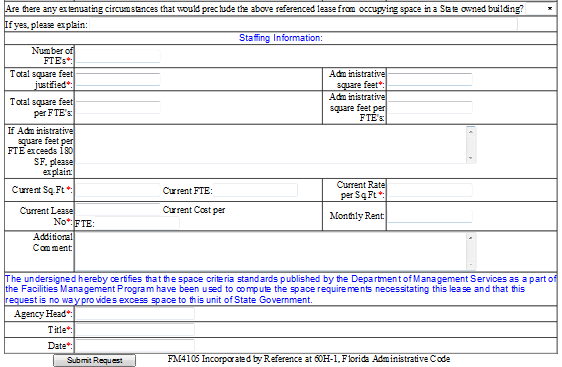 Are there any extenuating circumstances that would preclude the above referenced lease from occupying space in a State owned building? *
If yes, please explain:
Staffing Information:
Number of
FTE's*:
Total square feet
justified*:
Administrative
square feet*:
Total square feet
per FTE's:
Administrative
square feet per
FTE's:
If Administrative
square feet per
FTE exceeds 180
SF, please
explain:
Current Sq. Ft *:
Current FTE:
Current Rate
per Sq Ft *:
Current Lease
No*:
Current Cost per
FTE:
Monthly Rent:
Additional
Comment:
The undersigned hereby certifies that the space criteria standards published by the Department of Management Services as a part of
the Facilities Management Program have been used to compute the space requirements necessitating this lease and that this
request is no way provides excess space to this unit of State Government.
Agency Head*:
Title*:
Date*:
Submit Request
FM4105 Incorporated by Reference at 60H-1, Florida Administrative Code